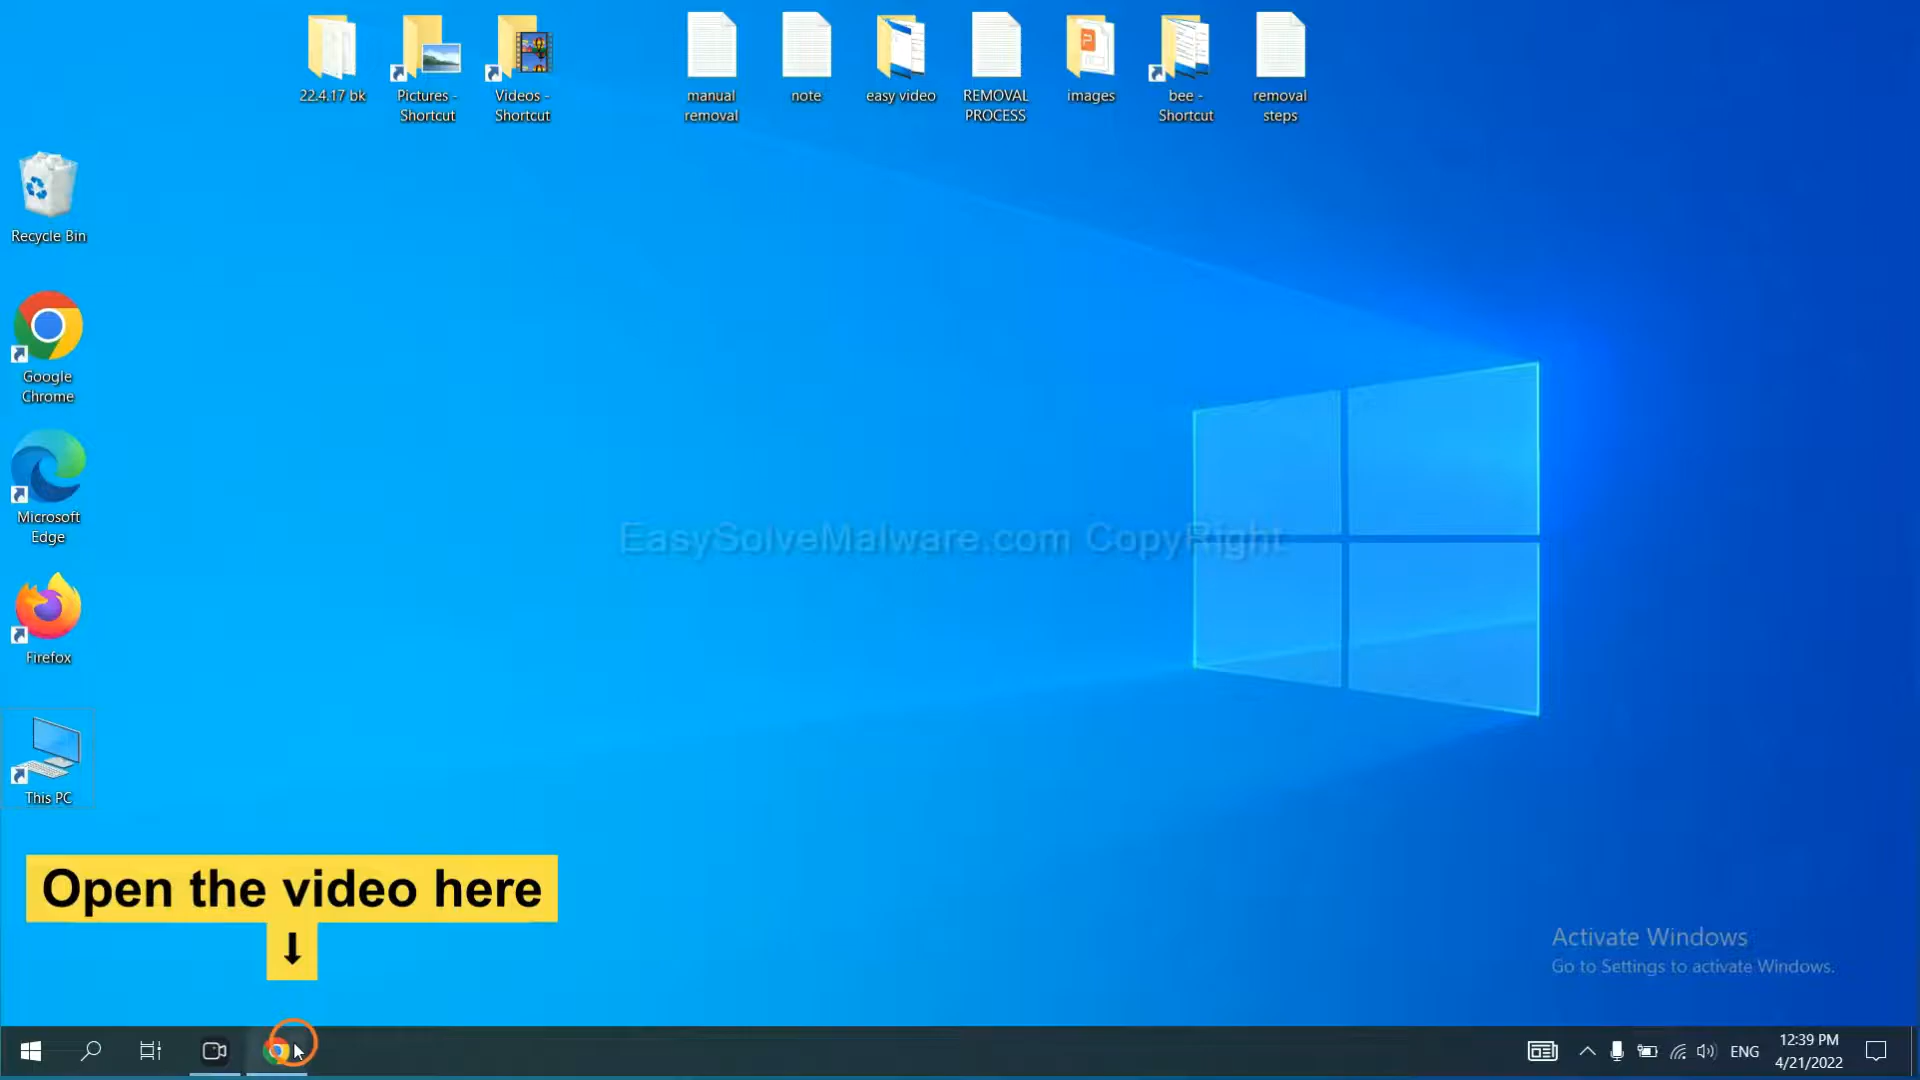 22.4.17 bk
Pictures -
Shortcut
Videos -
Shortcut
manual
removal
note
easy video
REMOVAL
PROCESS
images
bee -
Shortcut
removal
steps
Recycle Bin
Google
Chrome
Microsoft
Edge
Firefox
This PC
EasySolveMalware.com CopyRight
Open the video here
↓
Activate Windows
Go to Settings to activate Windows.
ENG
12:39 PM
4/21/2022